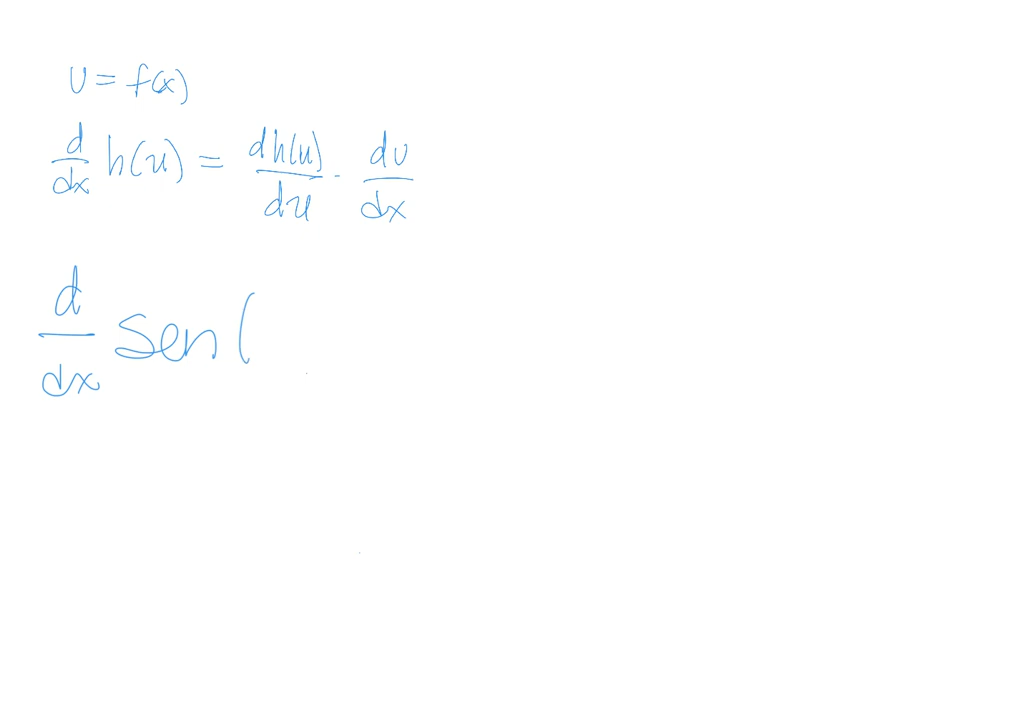 u = f(x)
d/dx h(u) = dh(u)/du · du/dx
d/dx Sen (